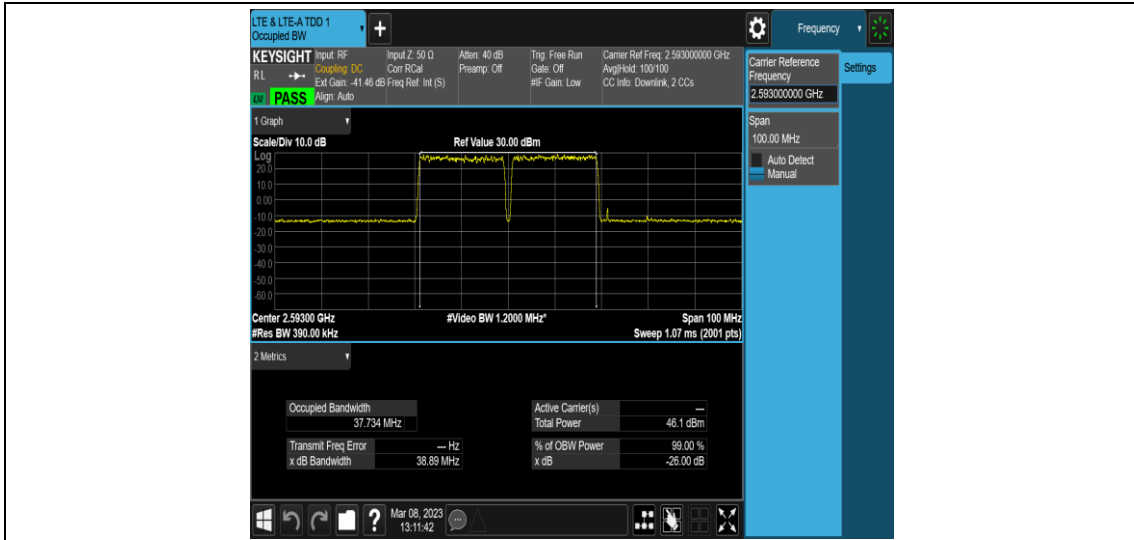 LTE & LTE-A TDD 1
Occupied BW
+
Frequency
KEYSIGHT
RL
PASS
Input: RF
Coupling: DC
Ext Gain: -41.46 dB
Align: Auto
Input Z: 50 Ω
Corr RCal
Freq Ref: Int (S)
Atten: 40 dB
Preamp: Off
Trig: Free Run
Gate: Off
#IF Gain: Low
Carrier Ref Freq: 2.593000000 GHz
Avg|Hold: 100/100
CC Info: Downlink, 2 CCs
Carrier Reference
Frequency
2.593000000 GHz
Settings
Span
100.00 MHz
Auto Detect
Manual
1 Graph
Scale/Div 10.0 dB
Ref Value 30.00 dBm
Log
20.0
10.0
0.00
-10.0
-20.0
-30.0
-40.0
-50.0
-60.0
Center 2.59300 GHz
#Video BW 1.2000 MHz*
Span 100 MHz
#Res BW 390.00 kHz
Sweep 1.07 ms (2001 pts)
2 Metrics
Occupied Bandwidth
37.734 MHz
Active Carrier(s) ---
Total Power 46.1 dBm
Transmit Freq Error --- Hz
x dB Bandwidth 38.89 MHz
% of OBW Power 99.00 %
x dB -26.00 dB
?
Mar 08, 2023
13:11:42